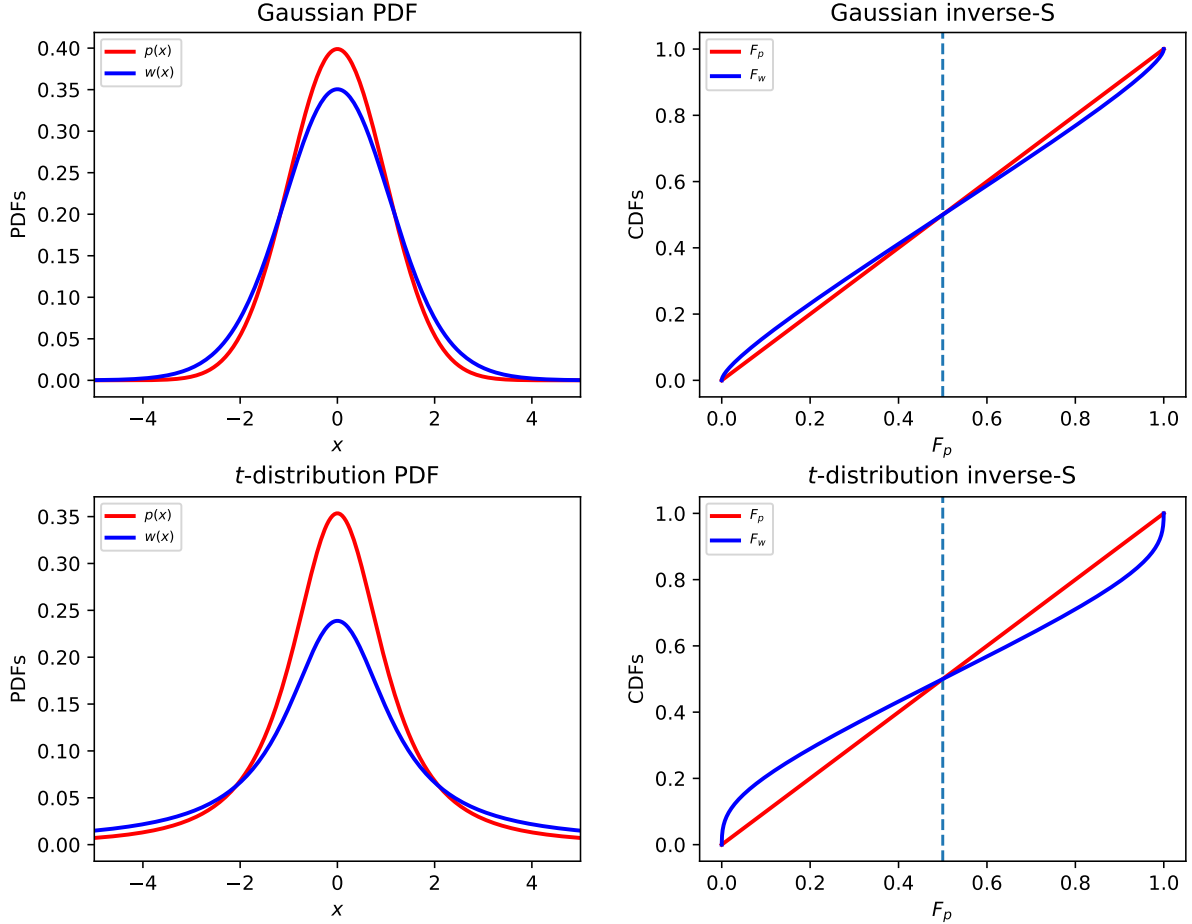 Gaussian PDF
p(x)
w(x)
PDFs
0.40
0.35
0.30
0.25
0.20
0.15
0.10
0.05
0.00
−4 −2 0 2 4
x
Gaussian inverse-S
F_p
F_w
CDFs
1.0
0.8
0.6
0.4
0.2
0.0
0.0 0.2 0.4 0.6 0.8 1.0
F_p
t-distribution PDF
p(x)
w(x)
PDFs
0.35
0.30
0.25
0.20
0.15
0.10
0.05
0.00
−4 −2 0 2 4
x
t-distribution inverse-S
F_p
F_w
CDFs
1.0
0.8
0.6
0.4
0.2
0.0
0.0 0.2 0.4 0.6 0.8 1.0
F_p